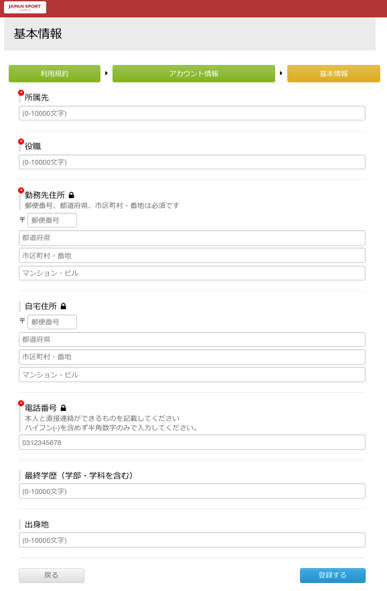 JAPAN SPORT
基本情報
利用規約
アカウント情報
基本情報
所属先
(0-10000文字)
役職
(0-10000文字)
勤務先住所
郵便番号、都道府県、市区町村・番地は必須です
〒 郵便番号
都道府県
市区町村・番地
マンション・ビル
自宅住所
〒 郵便番号
都道府県
市区町村・番地
マンション・ビル
電話番号
本人と直接連絡ができるものを記載してください
ハイフン(-)を含めず半角数字のみで入力してください。
0312345678
最終学歴（学部・学科を含む）
(0-10000文字)
出身地
(0-10000文字)
戻る
登録する